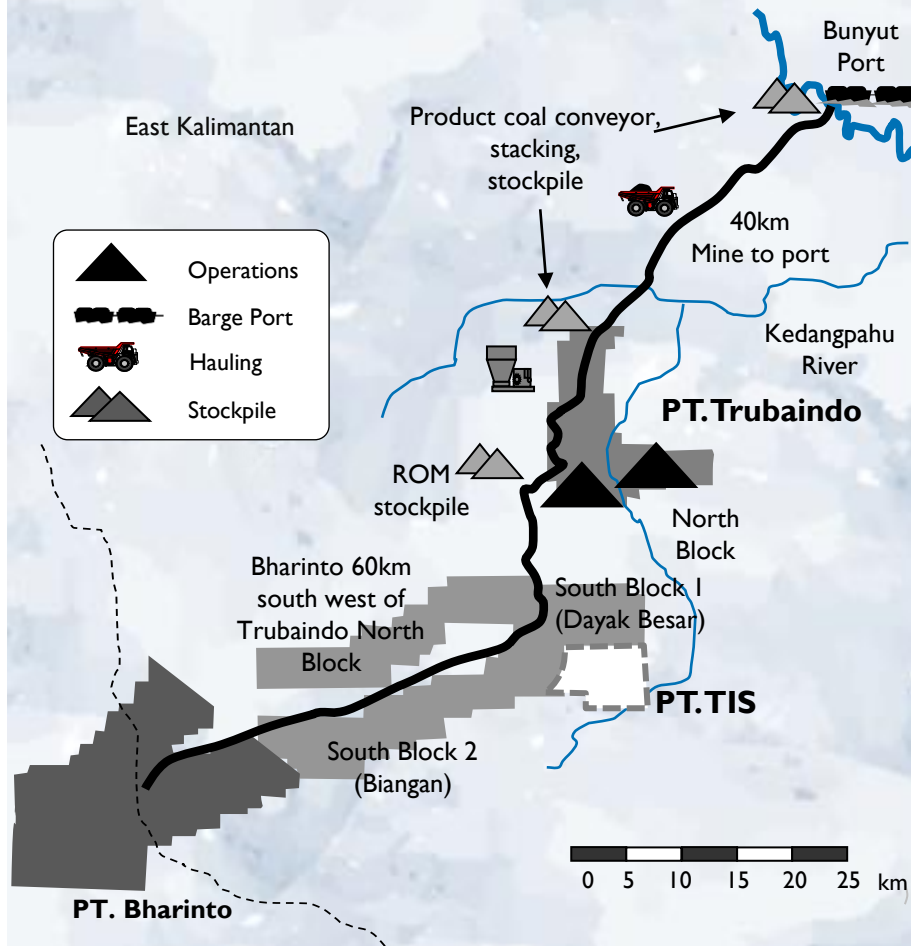 Bunyut
Port
East Kalimantan
Product coal conveyor,
stacking,
stockpile
40km
Mine to port
Operations
Barge Port
Hauling
Stockpile
Kedangpahu
River
PT.Trubaindo
ROM
stockpile
North
Block
Bharinto 60km
south west of
Trubaindo North
Block
South Block 1
(Dayak Besar)
PT.TIS
South Block 2
(Biangan)
0 5 10 15 20 25 km
PT. Bharinto